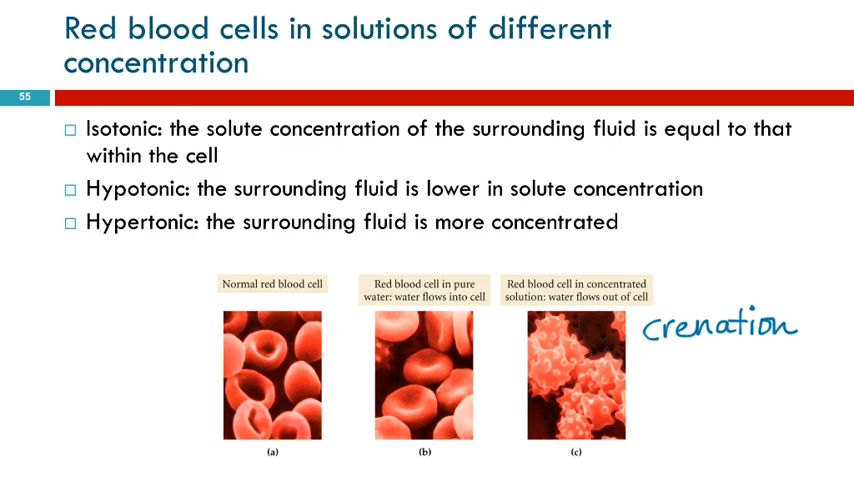 Red blood cells in solutions of different
concentration
55
□ Isotonic: the solute concentration of the surrounding fluid is equal to that
within the cell
□ Hypotonic: the surrounding fluid is lower in solute concentration
□ Hypertonic: the surrounding fluid is more concentrated
Normal red blood cell
Red blood cell in pure
water: water flows into cell
Red blood cell in concentrated
solution: water flows out of cell
crenation
(a)
(b)
(c)